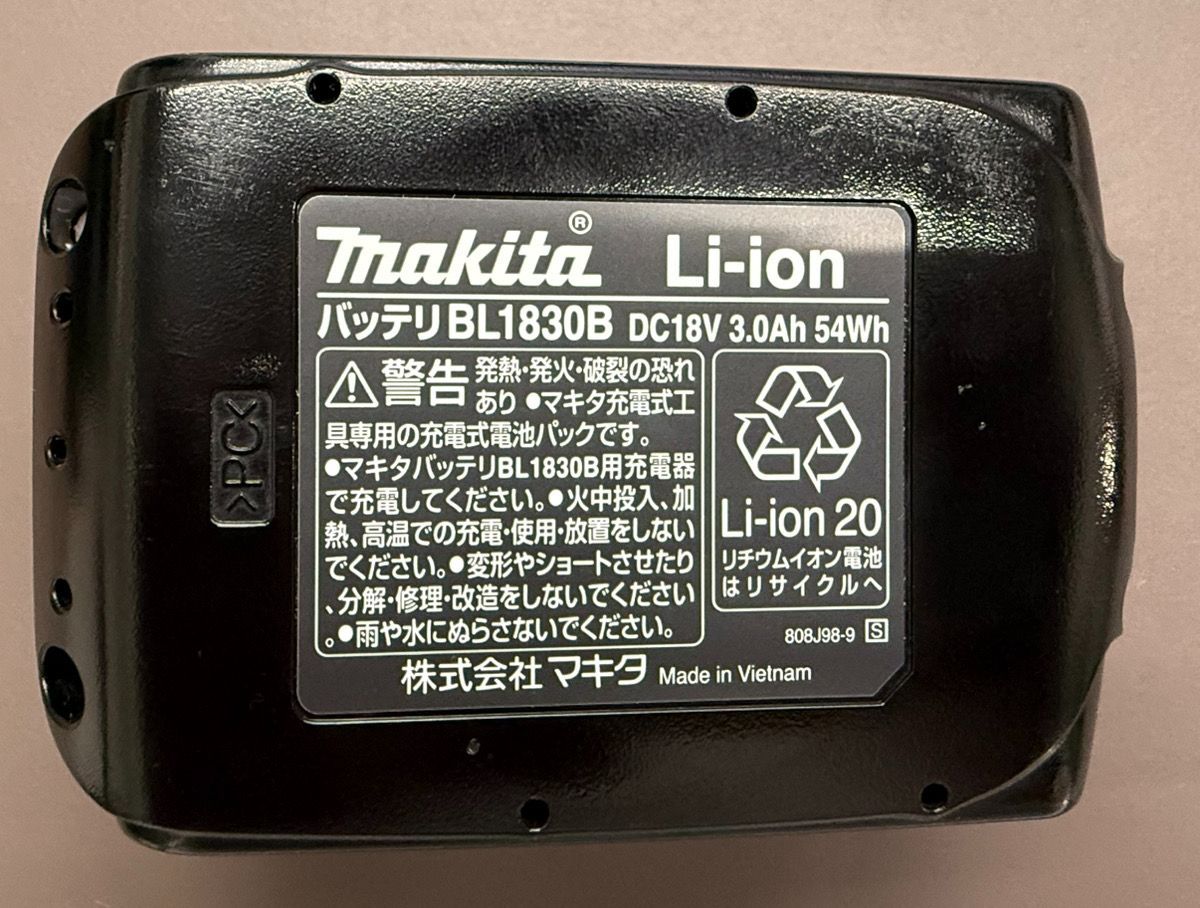 makita® Li-ion
バッテリBL1830B DC18V 3.0Ah 54Wh
警告 発熱・発火・破裂の恐れ
あり ●マキタ充電式工
具専用の充電式電池パックです。
●マキタバッテリBL1830B用充電器
で充電してください。●火中投入、加
熱、高温での充電・使用・放置をしない
でください。●変形やショートさせたり
、分解・修理・改造をしないでください
。●雨や水にぬらさないでください。
Li-ion 20
リチウムイオン電池
はリサイクルへ
808J98-9 S
株式会社マキタ Made in Vietnam
>PC<